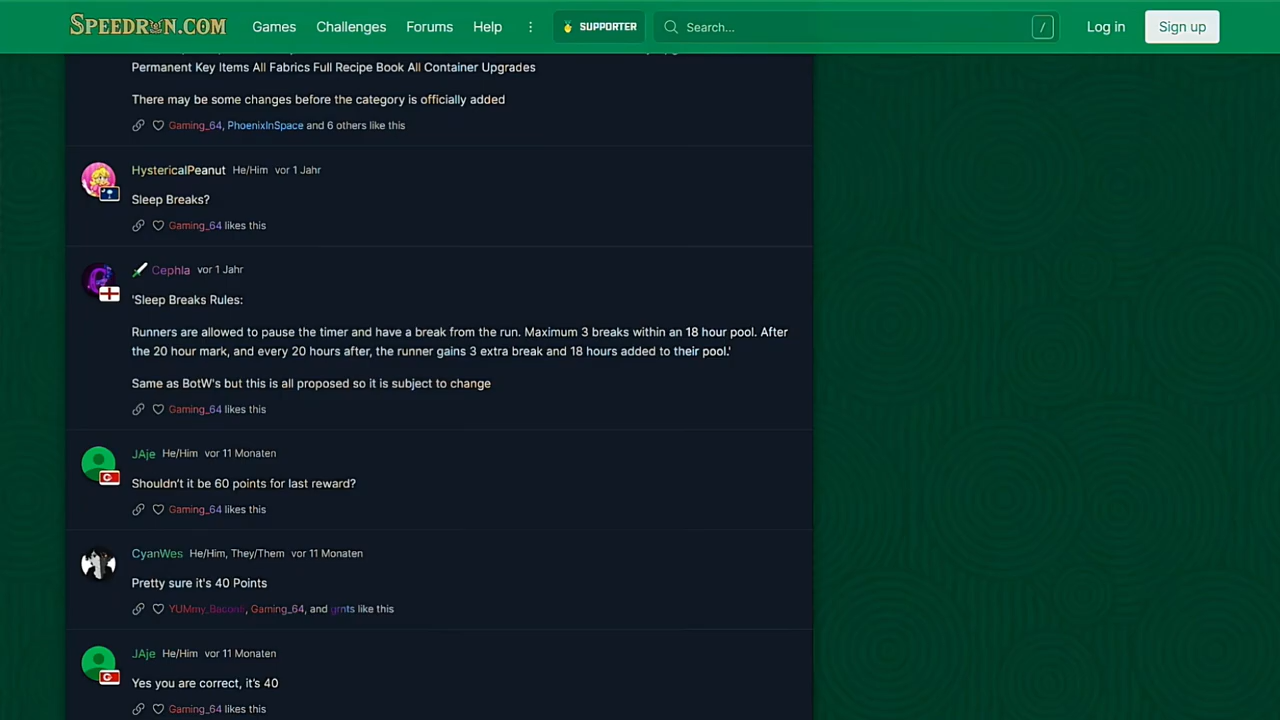 SPEEDRUN.COM
Games
Challenges
Forums
Help
SUPPORTER
Search...
/
Log in
Sign up
Permanent Key Items All Fabrics Full Recipe Book All Container Upgrades
There may be some changes before the category is officially added
Gaming_64, PhoenixInSpace and 6 others like this
HystericalPeanut He/Him vor 1 Jahr
Sleep Breaks?
Gaming_64 likes this
Cephla vor 1 Jahr
'Sleep Breaks Rules:
Runners are allowed to pause the timer and have a break from the run. Maximum 3 breaks within an 18 hour pool. After
the 20 hour mark, and every 20 hours after, the runner gains 3 extra break and 18 hours added to their pool.'
Same as BotW's but this is all proposed so it is subject to change
Gaming_64 likes this
JAje He/Him vor 11 Monaten
Shouldn't it be 60 points for last reward?
Gaming_64 likes this
CyanWes He/Him, They/Them vor 11 Monaten
Pretty sure it's 40 Points
Gaming_64, and grnts like this
JAje He/Him vor 11 Monaten
Yes you are correct, it's 40
Gaming_64 likes this